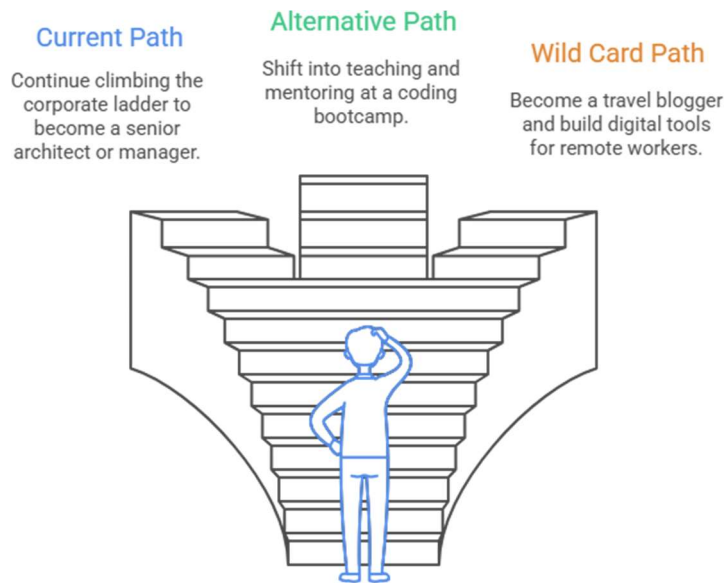 Current Path
Continue climbing the
corporate ladder to
become a senior
architect or manager.
Alternative Path
Shift into teaching and
mentoring at a coding
bootcamp.
Wild Card Path
Become a travel blogger
and build digital tools
for remote workers.